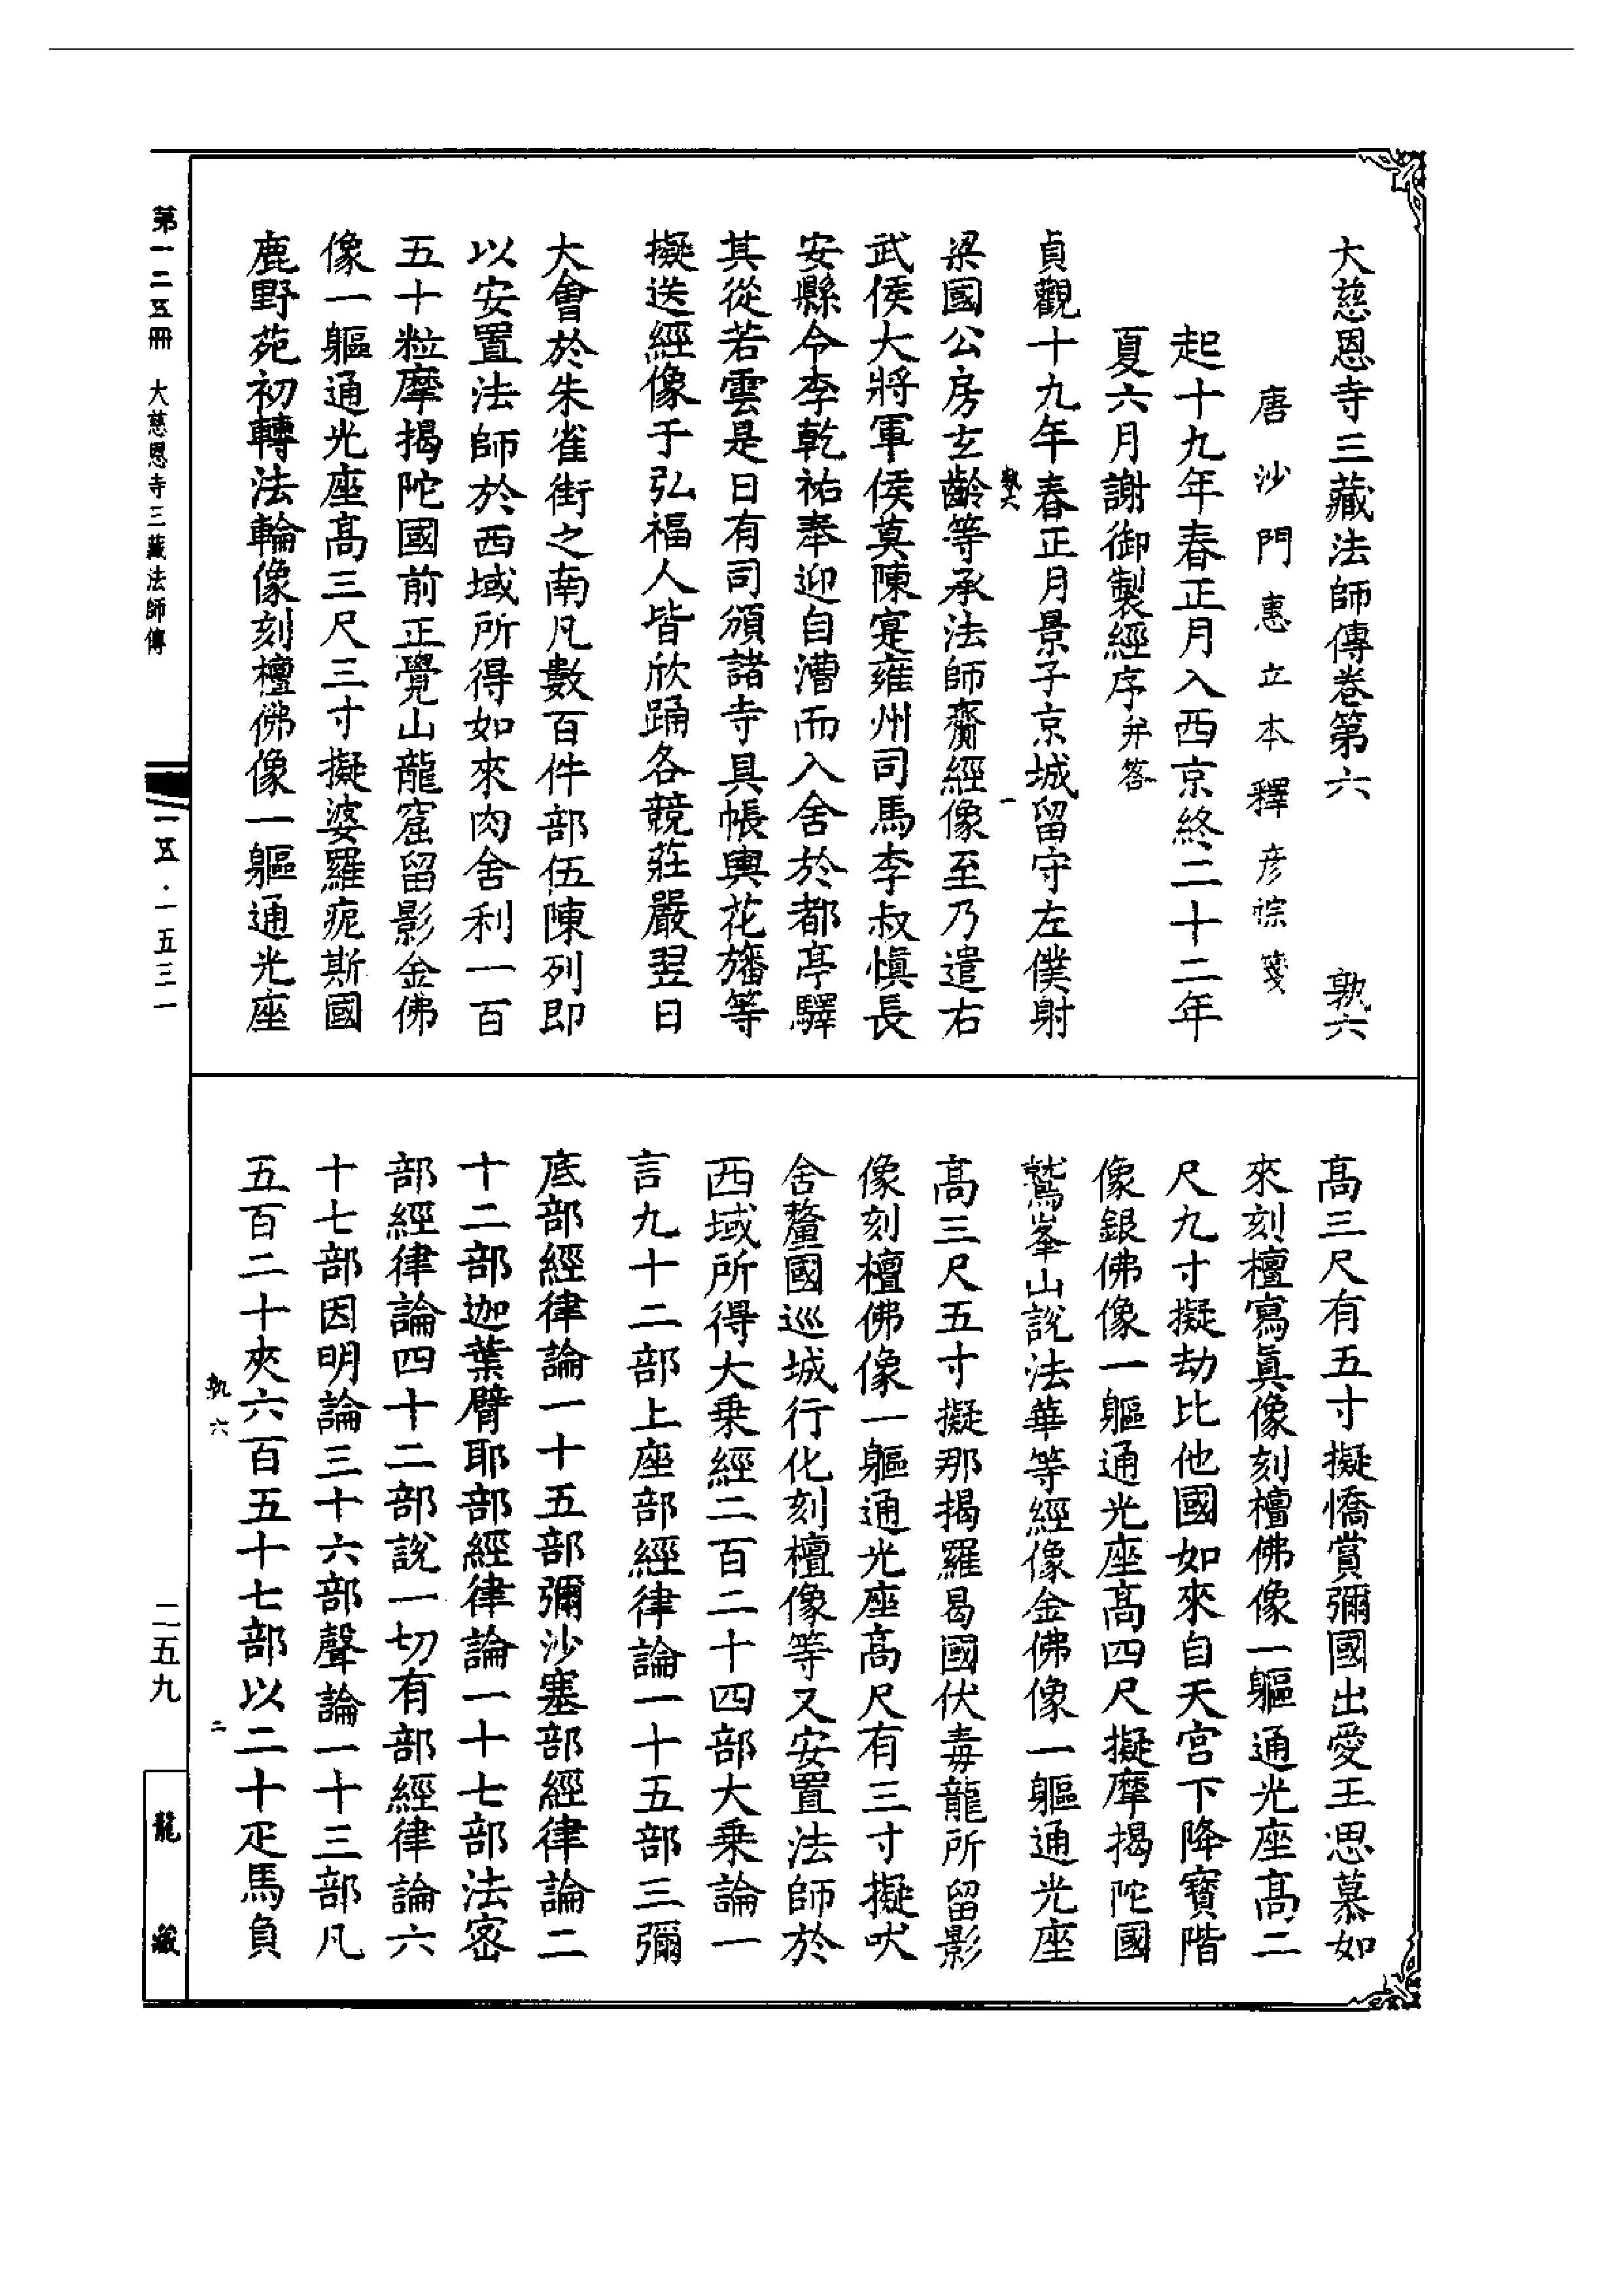 大慈恩寺三藏法師傳卷第六　孰六
唐沙門惠立本釋彥悰箋
起十九年春正月入西京終二十二年
夏六月謝御製經序并答
貞觀十九年春正月景子京城留守左僕射
孰六　一
梁國公房玄齡等承法師齎經像至乃遣右
武侯大將軍侯莫陳寔雍州司馬李叔慎長
安縣令李乾祐奉迎自漕而入舍於都亭驛
其從若雲是日有司頒諸寺具帳輿花旛等
擬送經像于弘福人皆欣踊各競莊嚴翌日
大會於朱雀街之南凡數百件部伍陳列即
以安置法師於西域所得如來肉舍利一百
五十粒摩揭陀國前正覺山龍窟留影金佛
像一軀通光座高三尺三寸擬婆羅痆斯國
鹿野苑初轉法輪像刻檀佛像一軀通光座
高三尺有五寸擬憍賞彌國出愛王思慕如
來刻檀寫真像刻檀佛像一軀通光座高二
尺九寸擬劫比他國如來自天宮下降寶階
像銀佛像一軀通光座高四尺擬摩揭陀國
鷲峯山說法華等經像金佛像一軀通光座
高三尺五寸擬那揭羅曷國伏毒龍所留影
像刻檀佛像一軀通光座高尺有三寸擬吠
舍釐國巡城行化刻檀像等又安置法師於
西域所得大乘經二百二十四部大乘論一
言九十二部上座部經律論一十五部三彌
底部經律論一十五部彌沙塞部經律論二
十二部迦葉臂耶部經律論一十七部法密
部經律論四十二部說一切有部經律論六
十七部因明論三十六部聲論一十三部凡
五百二十夾六百五十七部以二十疋馬負
孰六　二
第一二五冊　大慈恩寺三藏法師傳
一五·一五三一
二五九
龍藏